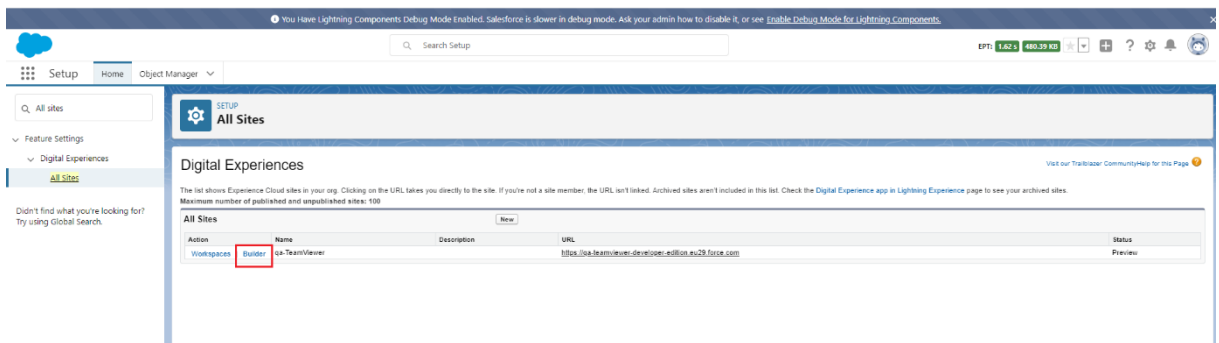 You Have Lightning Components Debug Mode Enabled. Salesforce is slower in debug mode. Ask your admin how to disable it, or see Enable Debug Mode for Lightning Components.
Search Setup
EPT: 1.62 s 480.39 KB
Setup Home Object Manager
All sites
Feature Settings
Digital Experiences
All Sites
Didn't find what you're looking for?
Try using Global Search.
SETUP
All Sites
Digital Experiences
Visit our Trailblazer Community Help for this Page
The list shows Experience Cloud sites in your org. Clicking on the URL takes you directly to the site. If you're not a site member, the URL isn't linked. Archived sites aren't included in this list. Check the Digital Experience app in Lightning Experience page to see your archived sites.
Maximum number of published and unpublished sites: 100
All Sites New
Action Name Description URL Status
Workspaces Builder qa-TeamViewer https://qa-teamviewer-developer-edition.eu29.force.com Preview